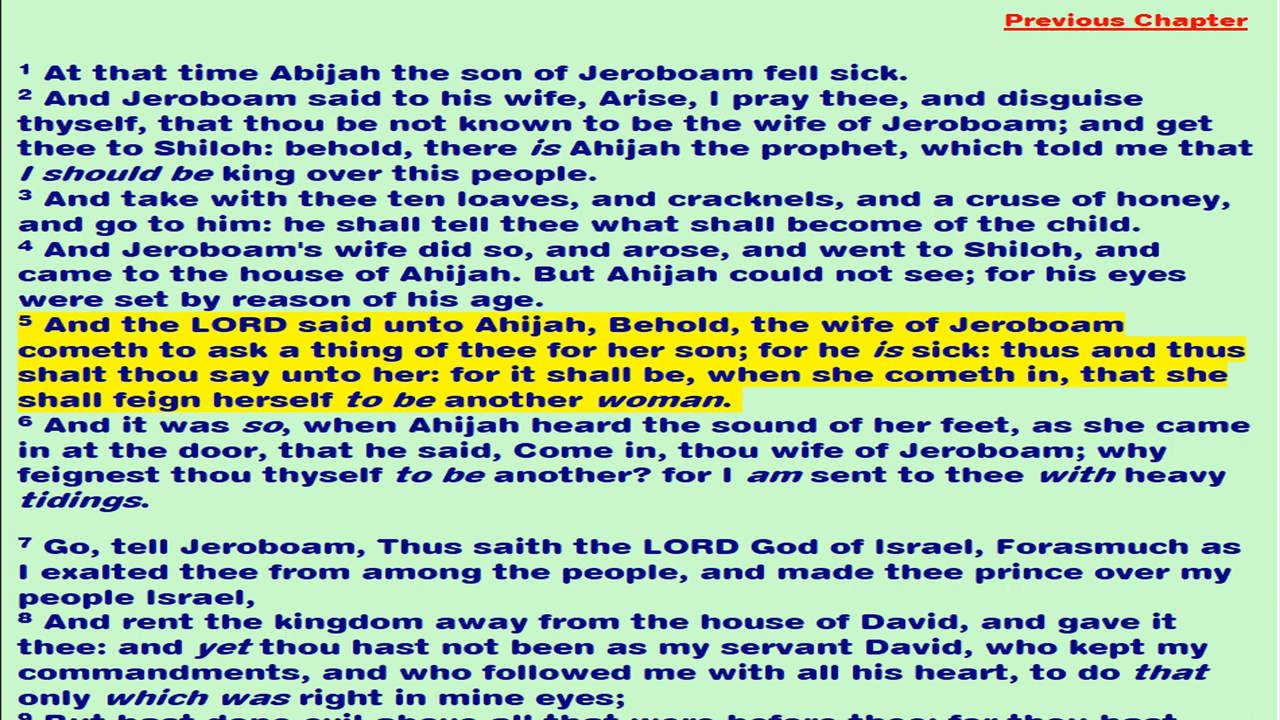 Previous Chapter
1 At that time Abijah the son of Jeroboam fell sick.
2 And Jeroboam said to his wife, Arise, I pray thee, and disguise
thyself, that thou be not known to be the wife of Jeroboam; and get
thee to Shiloh: behold, there is Ahijah the prophet, which told me that
I should be king over this people.
3 And take with thee ten loaves, and cracknels, and a cruse of honey,
and go to him: he shall tell thee what shall become of the child.
4 And Jeroboam's wife did so, and arose, and went to Shiloh, and
came to the house of Ahijah. But Ahijah could not see; for his eyes
were set by reason of his age.
5 And the LORD said unto Ahijah, Behold, the wife of Jeroboam
cometh to ask a thing of thee for her son; for he is sick: thus and thus
shalt thou say unto her: for it shall be, when she cometh in, that she
shall feign herself to be another woman.
6 And it was so, when Ahijah heard the sound of her feet, as she came
in at the door, that he said, Come in, thou wife of Jeroboam; why
feignest thou thyself to be another? for I am sent to thee with heavy
tidings.
7 Go, tell Jeroboam, Thus saith the LORD God of Israel, Forasmuch as
I exalted thee from among the people, and made thee prince over my
people Israel,
8 And rent the kingdom away from the house of David, and gave it
thee: and yet thou hast not been as my servant David, who kept my
commandments, and who followed me with all his heart, to do that
only which was right in mine eyes;
9 But hast done evil above all that were before thee: for thou hast